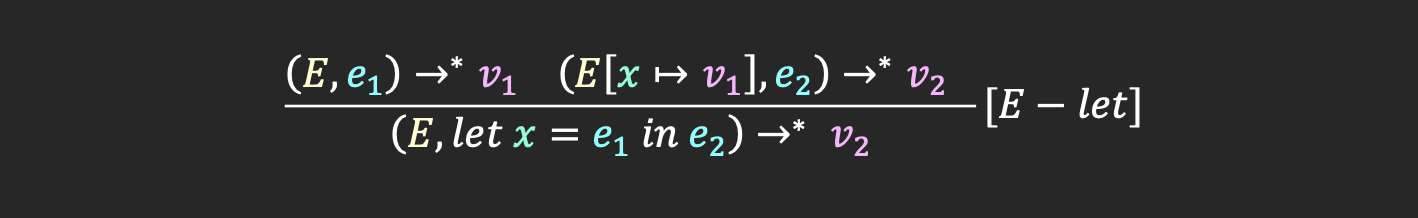 (E, e₁) →* v₁ (E[x ↦ v₁], e₂) →* v₂
[E − let]
(E, let x = e₁ in e₂) →* v₂